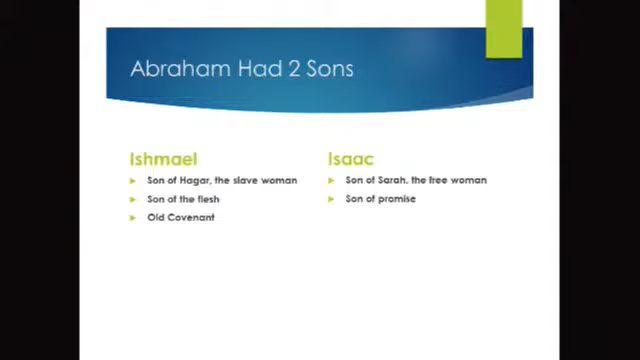 Abraham Had 2 Sons
Ishmael
Son of Hagar, the slave woman
Son of the flesh
Old Covenant
Isaac
Son of Sarah, the free woman
Son of promise